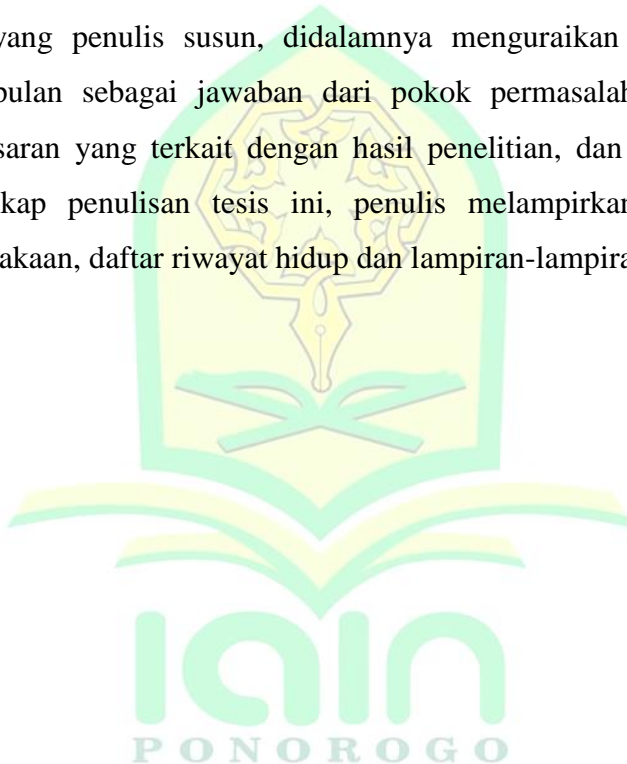 yang penulis susun, didalamnya menguraikan
pulan sebagai jawaban dari pokok permasalah
saran yang terkait dengan hasil penelitian, dan
kap penulisan tesis ini, penulis melampirkan
akaan, daftar riwayat hidup dan lampiran-lampira
iain
PONOROGO